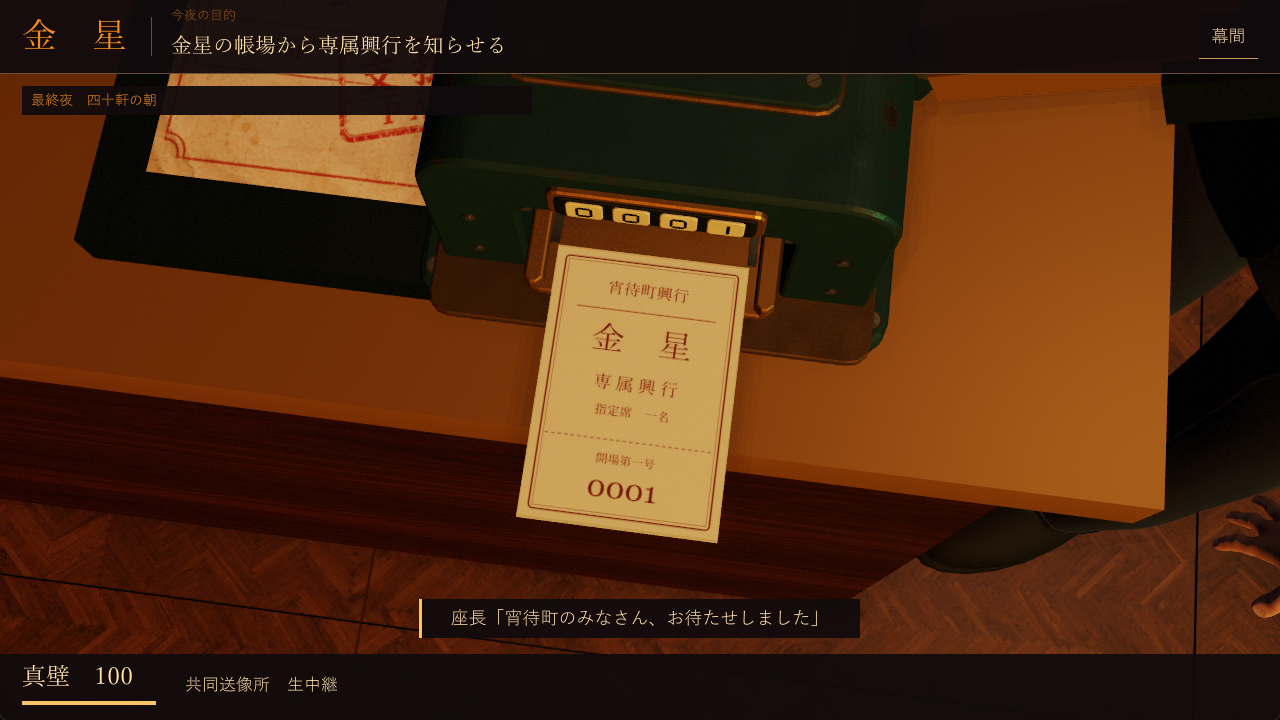 金　星
今夜の目的
金星の帳場から専属興行を知らせる
幕間
最終夜　四十軒の朝
0001
宵待町興行
金　星
専属興行
指定席　一名
開場第一号
0001
座長「宵待町のみなさん、お待たせしました」
真壁　100
共同送像所　生中継